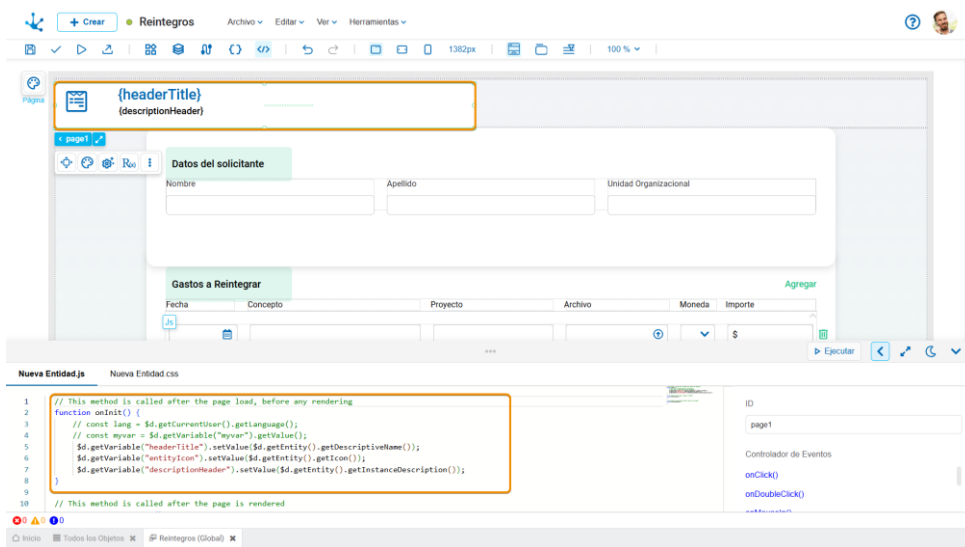 + Crear
Reintegros
Archivo
Editar
Ver
Herramientas
?
1382px
100 %
Página
{headerTitle}
{descriptionHeader}
< page1
Datos del solicitante
Nombre
Apellido
Unidad Organizacional
Gastos a Reintegrar
Agregar
Fecha
Concepto
Proyecto
Archivo
Moneda
Importe
Js
$
Ejecutar
Nueva Entidad.js
Nueva Entidad.css
1 // This method is called after the page load, before any rendering
2 function onInit() {
3 // const lang = $d.getCurrentUser().getLanguage();
4 // const myvar = $d.getVariable("myvar").getValue();
5 $d.getVariable("headerTitle").setValue($d.getEntity().getDescriptiveName());
6 $d.getVariable("entityIcon").setValue($d.getEntity().getIcon());
7 $d.getVariable("descriptionHeader").setValue($d.getEntity().getInstanceDescription());
8 }
9
10 // This method is called after the page is rendered
ID
page1
Controlador de Eventos
onClick()
onDoubleClick()
0 0 0
Inicio
Todos los Objetos
Reintegros (Global)